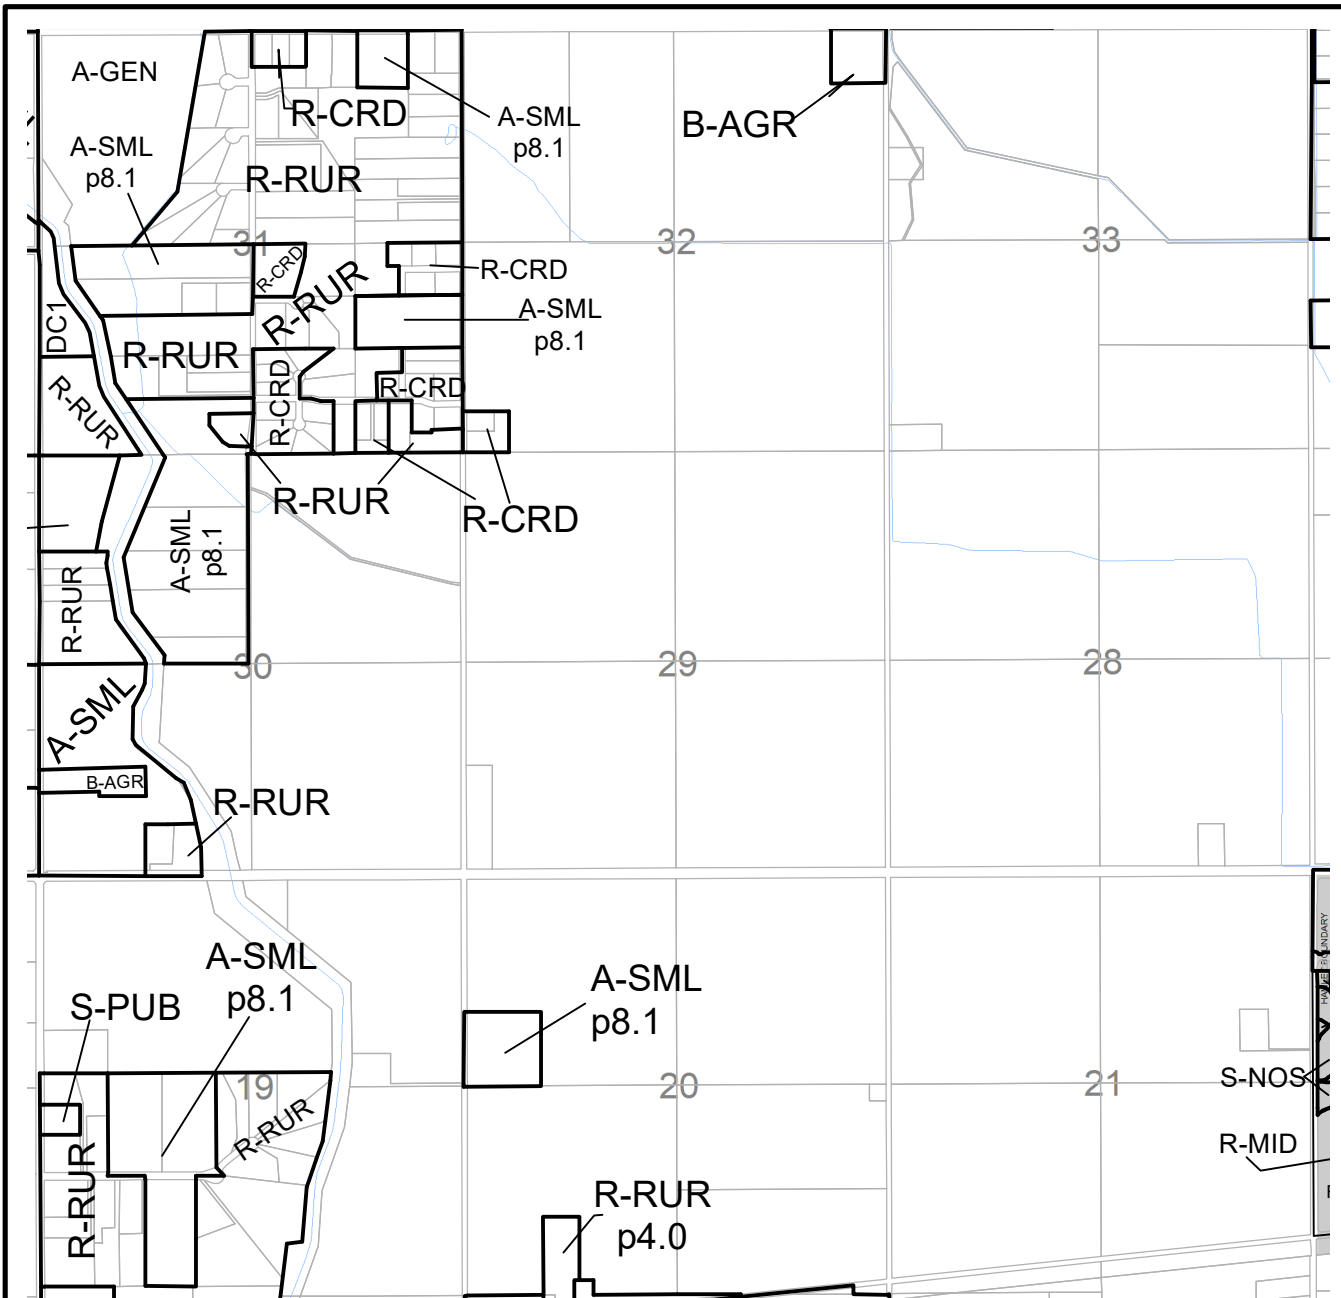 A-GEN
R-CRD
A-SML
p8.1
B-AGR
A-SML
p8.1
R-RUR
31
32
33
R-CRD
R-CRD
R-RUR
A-SML
p8.1
DC1
R-RUR
R-RUR
R-CRD
R-CRD
R-RUR
R-CRD
A-SML
p8.1
R-RUR
30
29
28
A-SML
B-AGR
R-RUR
A-SML
p8.1
S-PUB
A-SML
p8.1
19
20
21
R-RUR
R-RUR
S-NOS
R-MID
R-RUR
p4.0